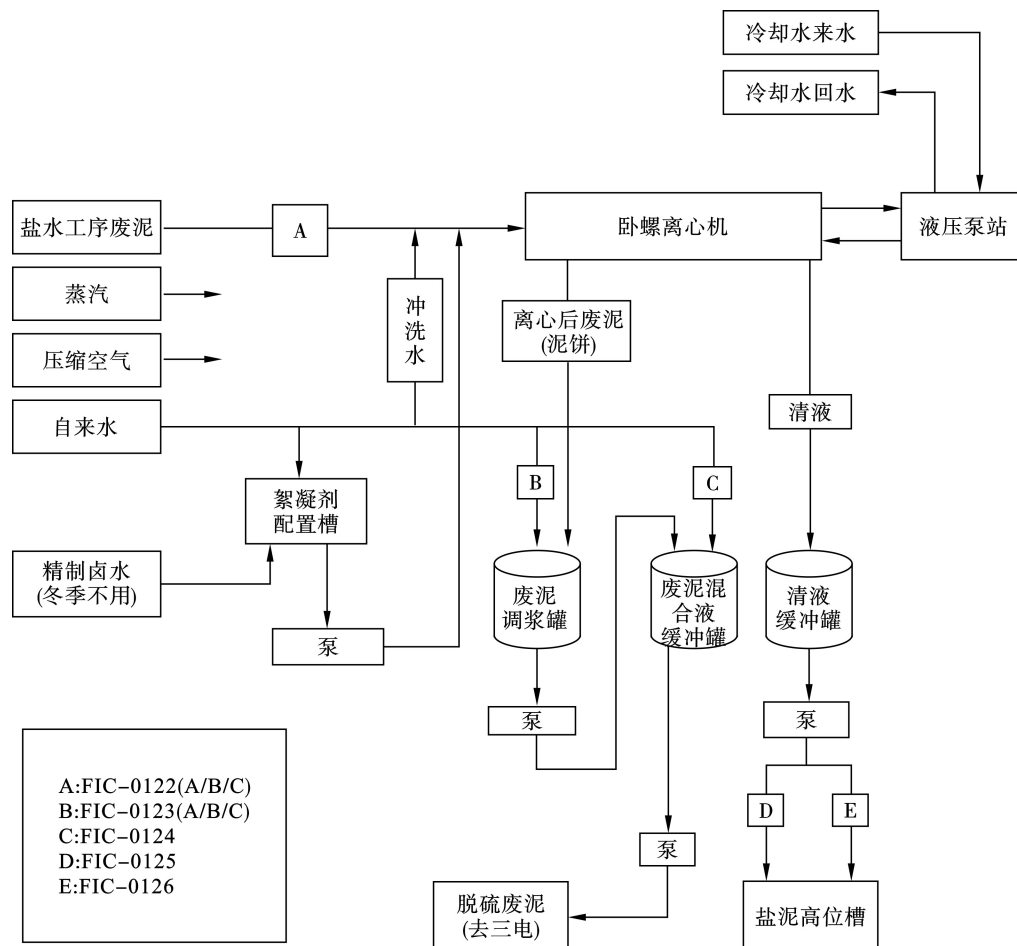 冷却水来水
冷却水回水
盐水工序废泥
A
卧螺离心机
液压泵站
蒸汽
冲
洗
水
离心后废泥
(泥饼)
压缩空气
自来水
清液
B
C
絮凝剂
配置槽
精制卤水
(冬季不用)
废泥
调浆罐
废泥混
合液
缓冲罐
清液
缓冲罐
泵
泵
泵
A:FIC-0122(A/B/C)
B:FIC-0123(A/B/C)
C:FIC-0124
D:FIC-0125
E:FIC-0126
D
E
泵
脱硫废泥
(去三电)
盐泥高位槽